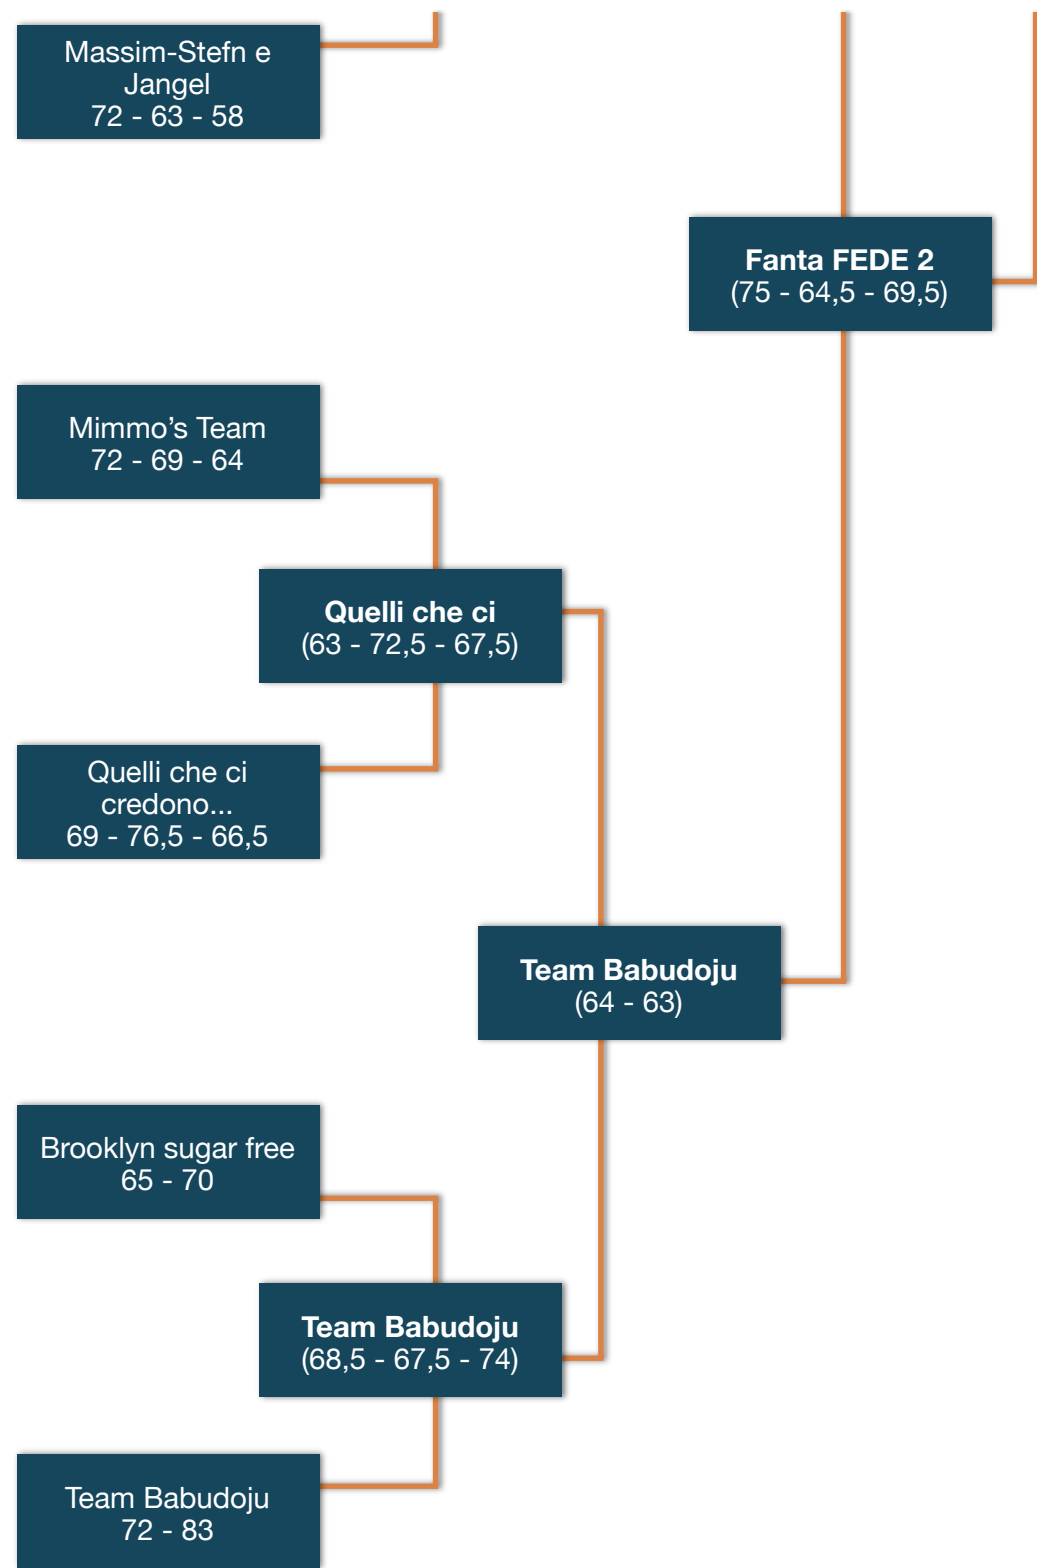 Massim-Stefn e
Jangel
72 - 63 - 58
Fanta FEDE 2
(75 - 64,5 - 69,5)
Mimmo’s Team
72 - 69 - 64
Quelli che ci
(63 - 72,5 - 67,5)
Quelli che ci
credono...
69 - 76,5 - 66,5
Team Babudoju
(64 - 63)
Brooklyn sugar free
65 - 70
Team Babudoju
(68,5 - 67,5 - 74)
Team Babudoju
72 - 83